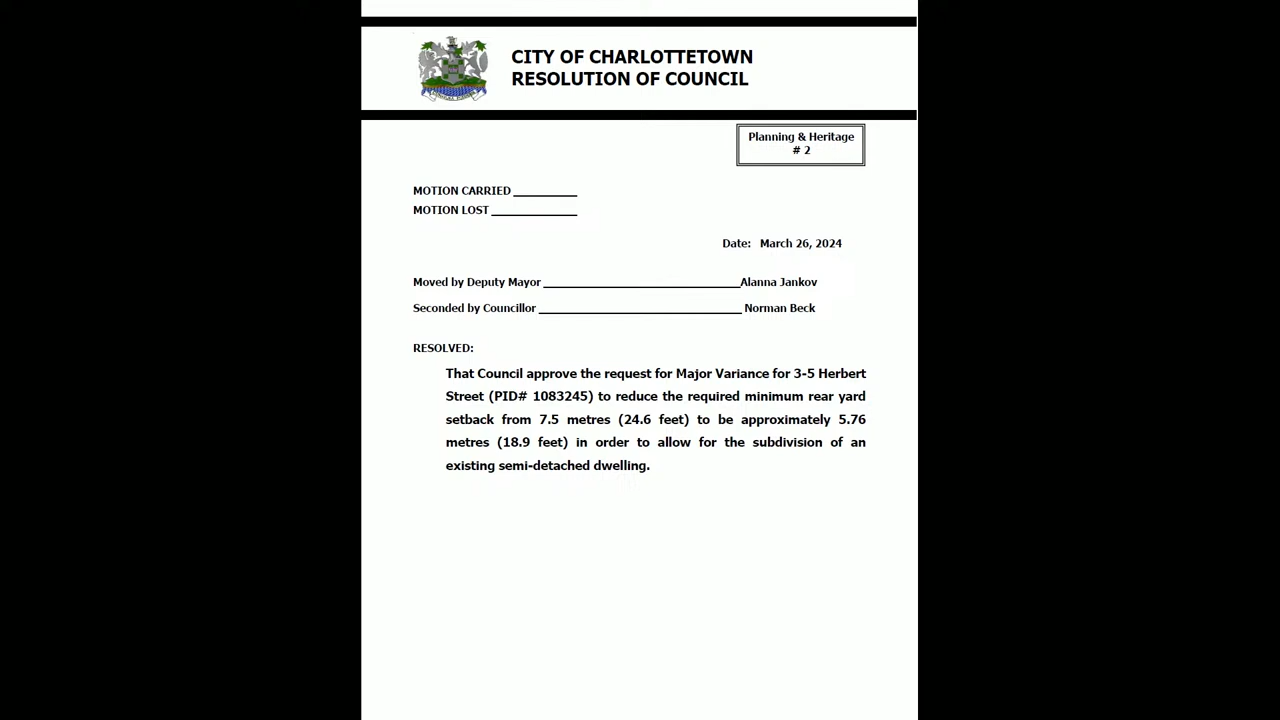 CITY OF CHARLOTTETOWN
RESOLUTION OF COUNCIL
Planning & Heritage
# 2
MOTION CARRIED __________
MOTION LOST _____________
Date: March 26, 2024
Moved by Deputy Mayor ______________________________Alanna Jankov
Seconded by Councillor _______________________________ Norman Beck
RESOLVED:
That Council approve the request for Major Variance for 3-5 Herbert
Street (PID# 1083245) to reduce the required minimum rear yard
setback from 7.5 metres (24.6 feet) to be approximately 5.76
metres (18.9 feet) in order to allow for the subdivision of an
existing semi-detached dwelling.